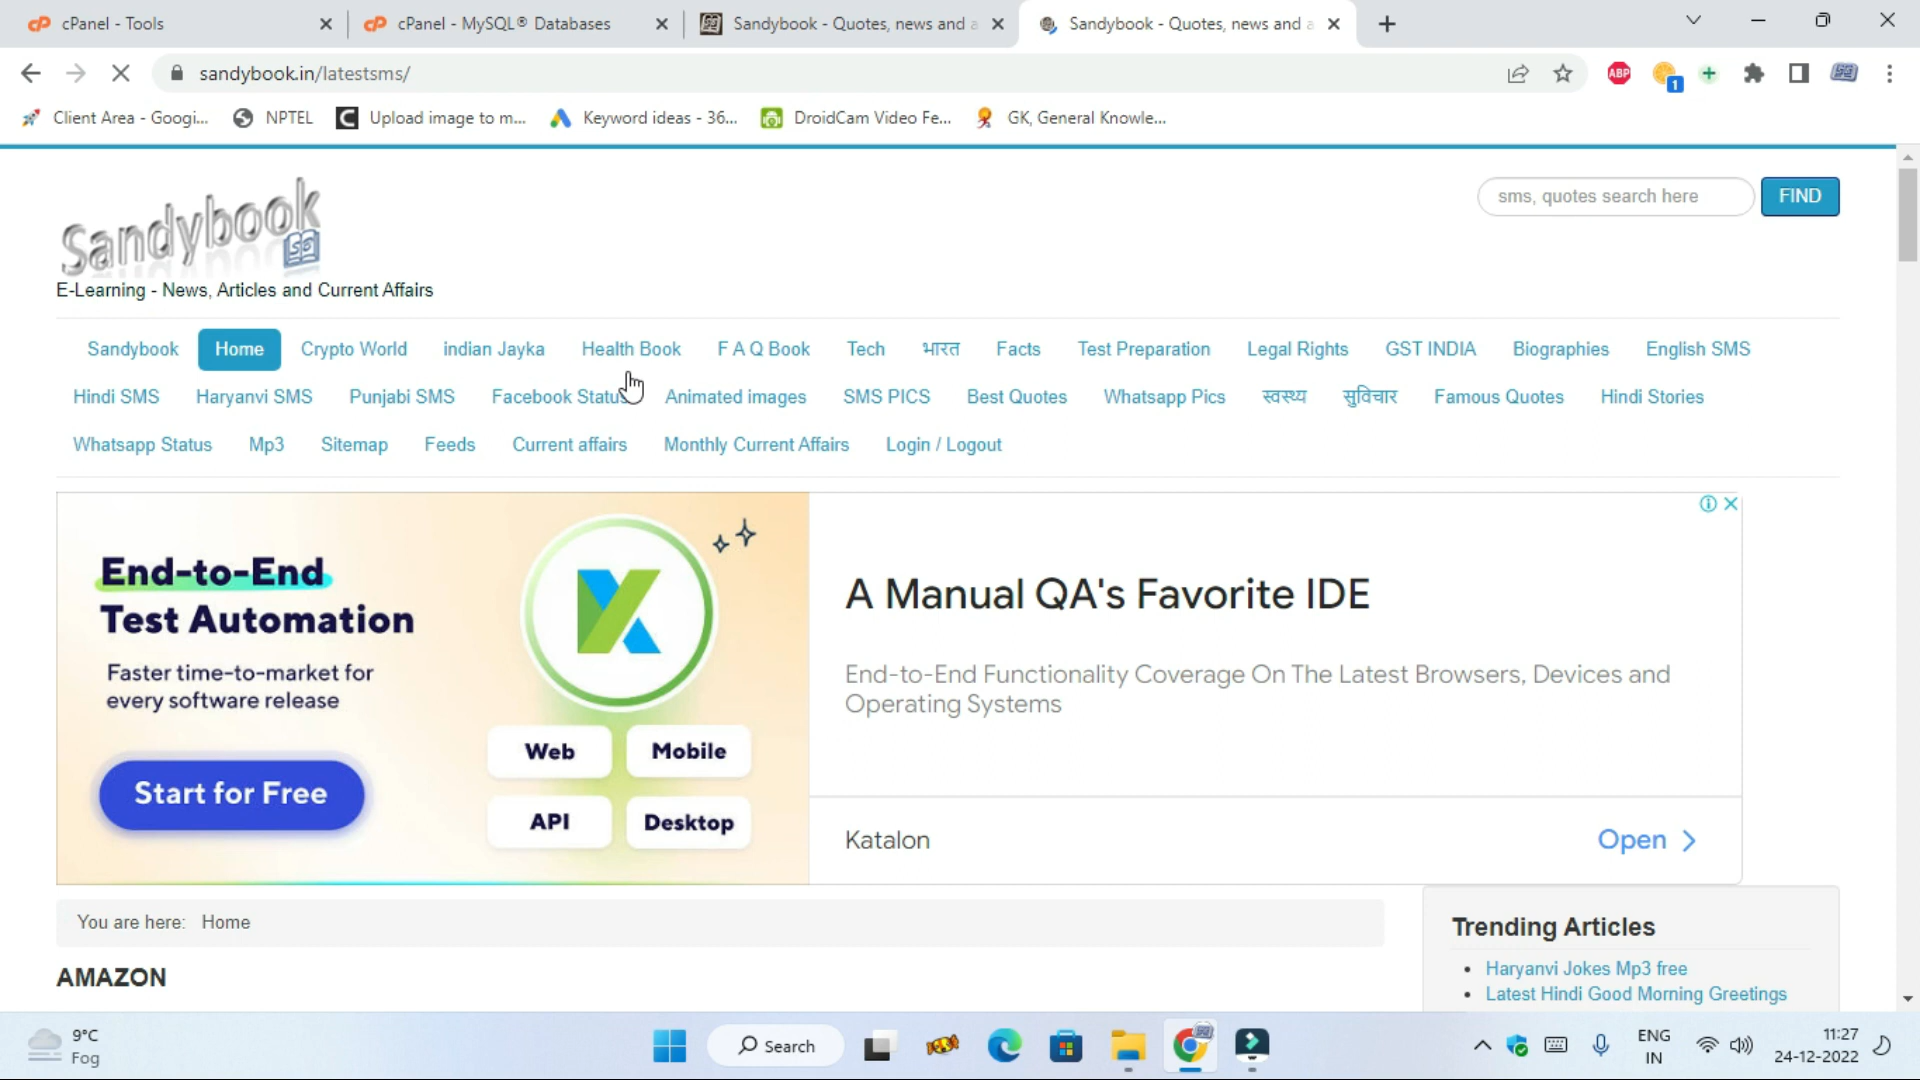 cPanel - Tools
cPanel - MySQL® Databases
Sandybook - Quotes, news and a
Sandybook - Quotes, news and a
sandybook.in/latestsms/
ABP
1
Client Area - Googi...
NPTEL
Upload image to m...
Keyword ideas - 36...
DroidCam Video Fe...
GK, General Knowle...
Sandybook
sms, quotes search here
FIND
E-Learning - News, Articles and Current Affairs
Sandybook Home Crypto World indian Jayka Health Book F A Q Book Tech भारत Facts Test Preparation Legal Rights GST INDIA Biographies English SMS
Hindi SMS Haryanvi SMS Punjabi SMS Facebook Status Animated images SMS PICS Best Quotes Whatsapp Pics स्वस्थ्य सुविचार Famous Quotes Hindi Stories
Whatsapp Status Mp3 Sitemap Feeds Current affairs Monthly Current Affairs Login / Logout
End-to-End
Test Automation
Faster time-to-market for
every software release
Start for Free
Web
Mobile
API
Desktop
A Manual QA's Favorite IDE
End-to-End Functionality Coverage On The Latest Browsers, Devices and
Operating Systems
Katalon
Open
You are here: Home
AMAZON
Trending Articles
Haryanvi Jokes Mp3 free
Latest Hindi Good Morning Greetings
9°C
Fog
Search
ENG
IN
11:27
24-12-2022